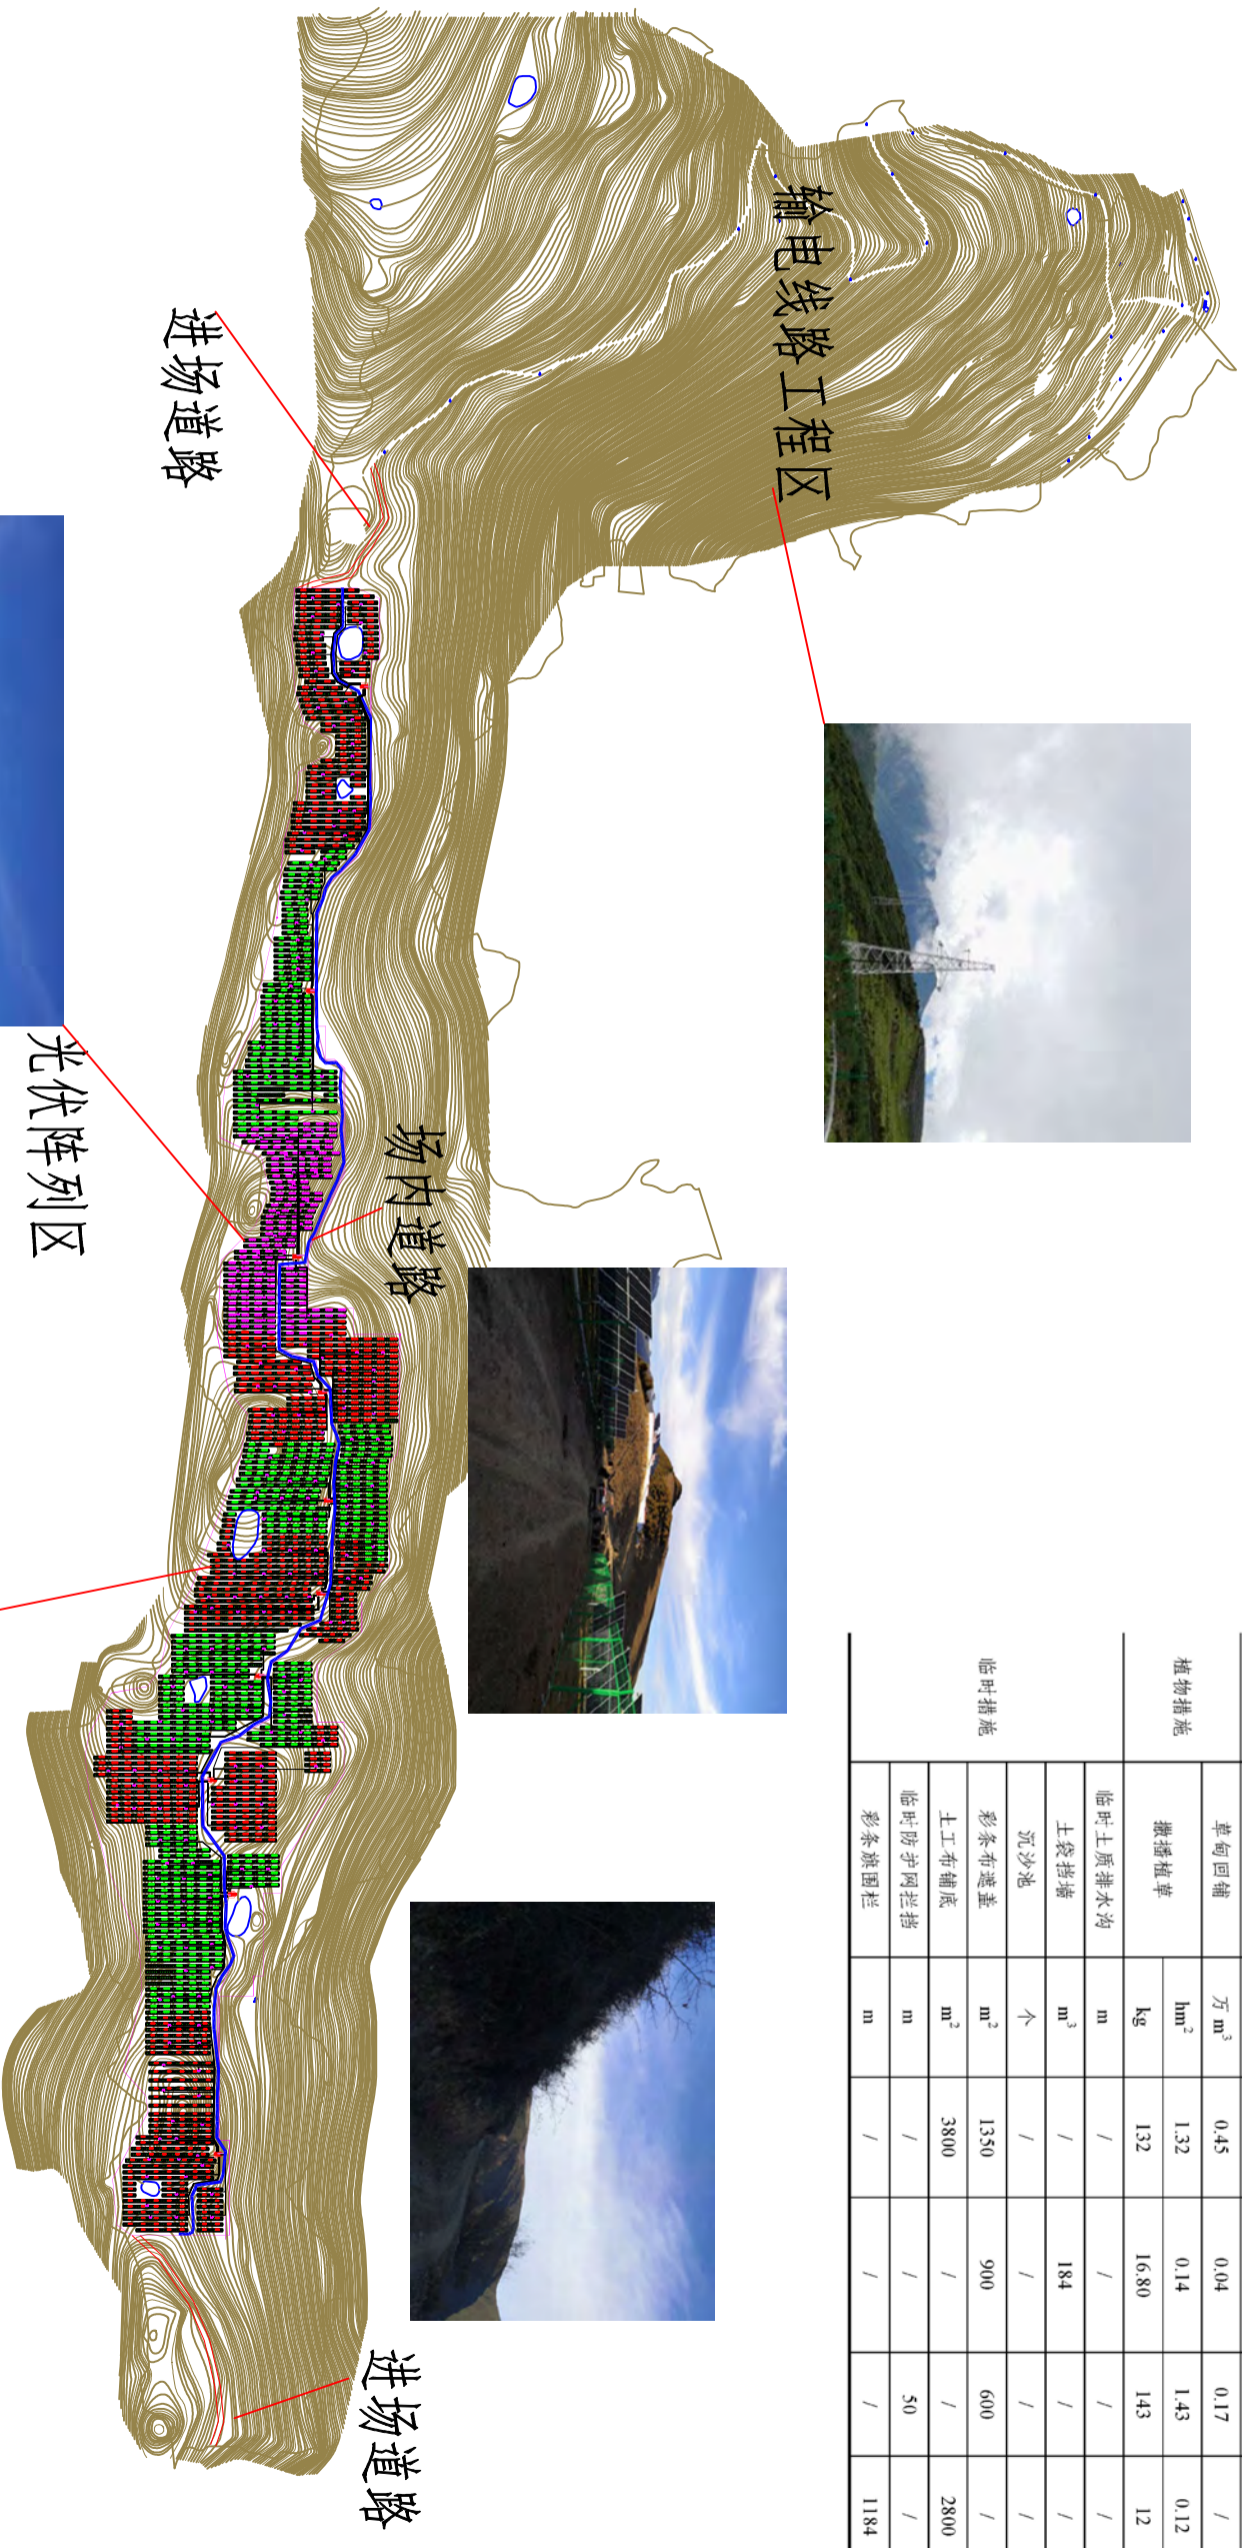 输电线路工程区
进场道路
光伏阵列区
场内道路
进场道路
植物措施 草甸回铺 万 m³ 0.45 0.04 0.17 /
撒播植草 hm² 1.32 0.14 1.43 0.12
kg 132 16.80 143 12
临时措施 临时土质排水沟 m / / / /
土袋挡墙 m³ / 184 / /
沉沙池 个 / / / /
彩条布遮盖 m² 1350 900 600 /
土工布铺底 m² 3800 / / 2800
临时防护网拦挡 m / / 50 /
彩条旗围栏 m / / / 1184